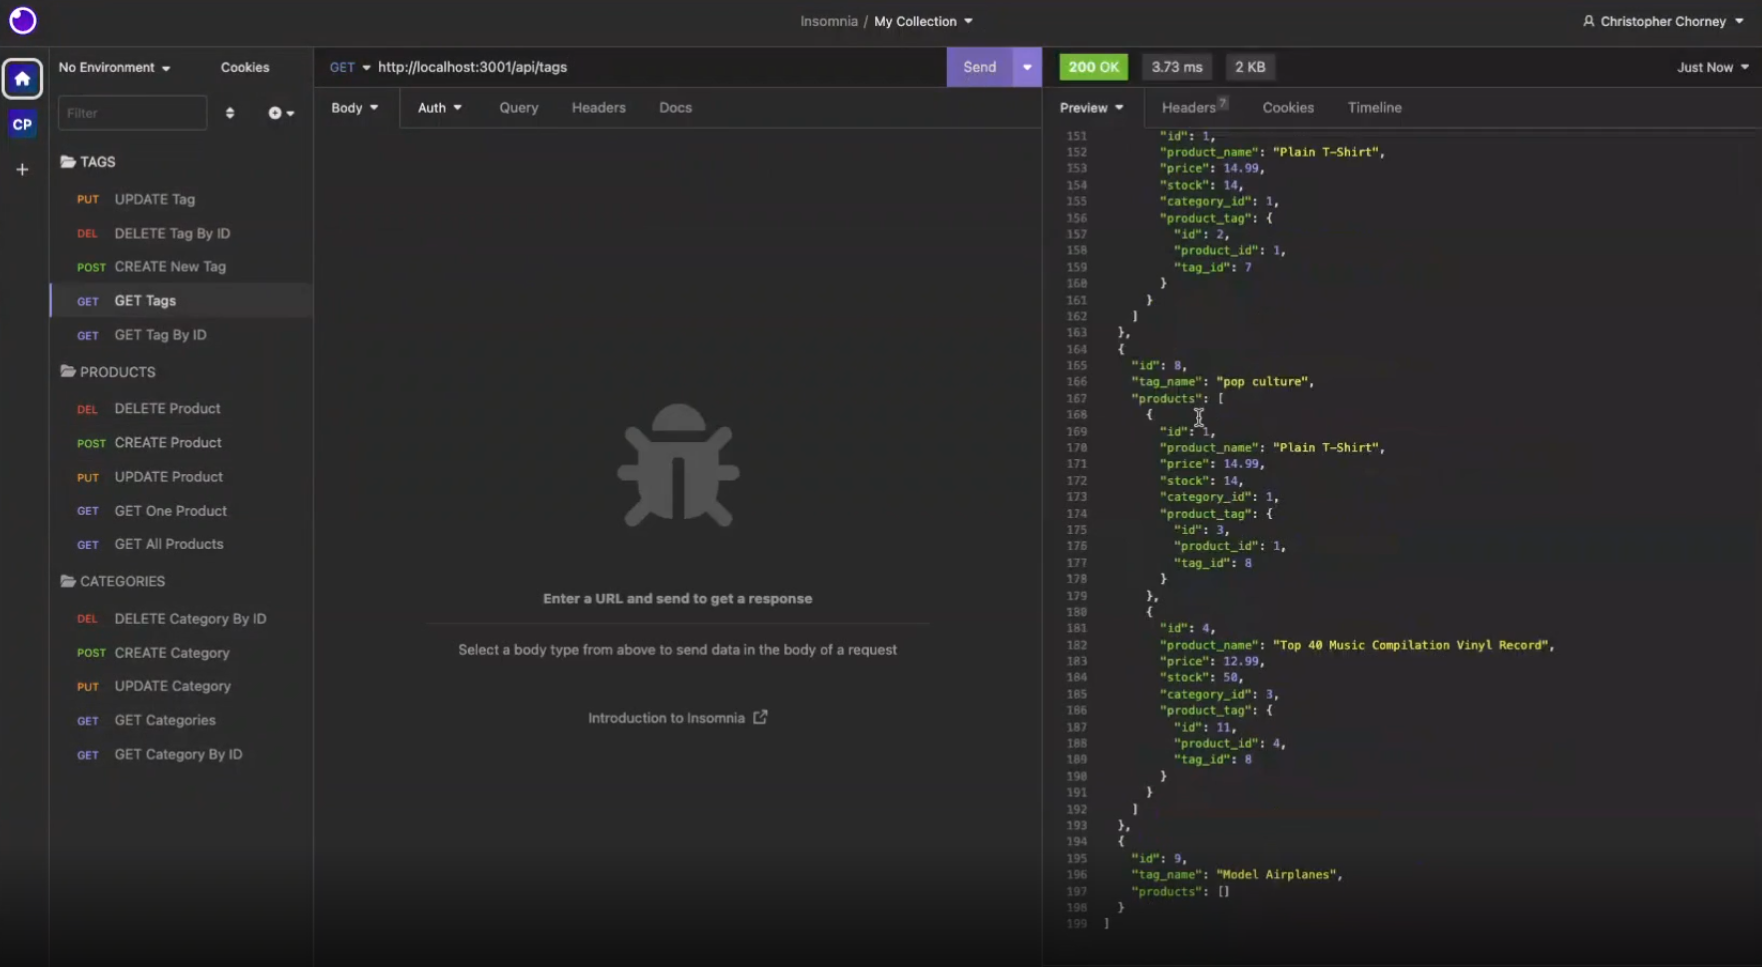 Insomnia / My Collection
Christopher Chorney
No Environment
Cookies
Filter
CP
TAGS
PUT UPDATE Tag
DEL DELETE Tag By ID
POST CREATE New Tag
GET GET Tags
GET GET Tag By ID
PRODUCTS
DEL DELETE Product
POST CREATE Product
PUT UPDATE Product
GET GET One Product
GET GET All Products
CATEGORIES
DEL DELETE Category By ID
POST CREATE Category
PUT UPDATE Category
GET GET Categories
GET GET Category By ID
GET http://localhost:3001/api/tags
Send
Body Auth Query Headers Docs
Enter a URL and send to get a response
Select a body type from above to send data in the body of a request
Introduction to Insomnia
200 OK 3.73 ms 2 KB Just Now
Preview Headers 7 Cookies Timeline
151 "id": 1,
152 "product_name": "Plain T-Shirt",
153 "price": 14.99,
154 "stock": 14,
155 "category_id": 1,
156 "product_tag": {
157 "id": 2,
158 "product_id": 1,
159 "tag_id": 7
160 }
161 }
162 ]
163 },
164 {
165 "id": 8,
166 "tag_name": "pop culture",
167 "products": [
168 {
169 "id": 1,
170 "product_name": "Plain T-Shirt",
171 "price": 14.99,
172 "stock": 14,
173 "category_id": 1,
174 "product_tag": {
175 "id": 3,
176 "product_id": 1,
177 "tag_id": 8
178 }
179 },
180 {
181 "id": 4,
182 "product_name": "Top 40 Music Compilation Vinyl Record",
183 "price": 12.99,
184 "stock": 50,
185 "category_id": 3,
186 "product_tag": {
187 "id": 11,
188 "product_id": 4,
189 "tag_id": 8
190 }
191 }
192 ]
193 },
194 {
195 "id": 9,
196 "tag_name": "Model Airplanes",
197 "products": []
198 }
199 ]